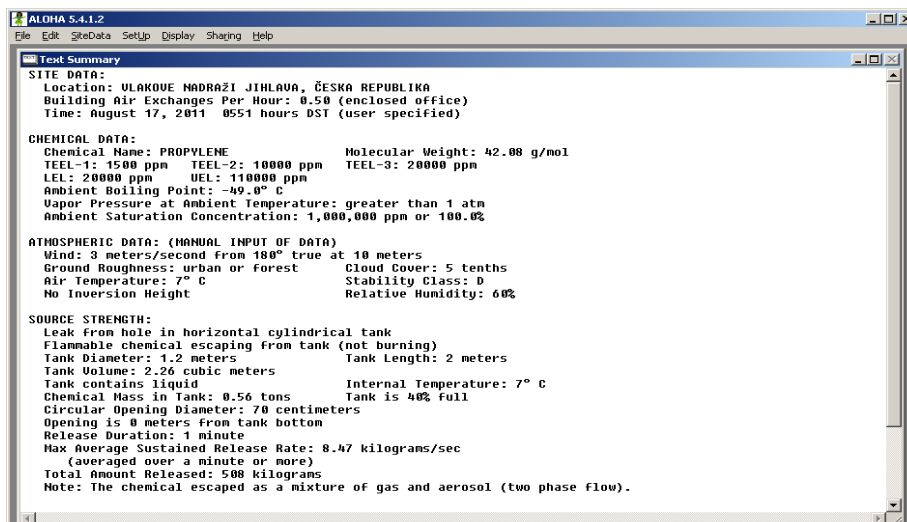 ALOHA 5.4.1.2
File Edit SiteData SetUp Display Sharing Help
Text Summary
SITE DATA:
Location: VLAKOVE NADRAžI JIHLAVA, ČESKA REPUBLIKA
Building Air Exchanges Per Hour: 0.50 (enclosed office)
Time: August 17, 2011 0551 hours DST (user specified)
CHEMICAL DATA:
Chemical Name: PROPYLENE Molecular Weight: 42.08 g/mol
TEEL-1: 1500 ppm TEEL-2: 10000 ppm TEEL-3: 20000 ppm
LEL: 20000 ppm UEL: 110000 ppm
Ambient Boiling Point: -49.0° C
Vapor Pressure at Ambient Temperature: greater than 1 atm
Ambient Saturation Concentration: 1,000,000 ppm or 100.0%
ATMOSPHERIC DATA: (MANUAL INPUT OF DATA)
Wind: 3 meters/second from 180° true at 10 meters
Ground Roughness: urban or forest Cloud Cover: 5 tenths
Air Temperature: 7° C Stability Class: D
No Inversion Height Relative Humidity: 60%
SOURCE STRENGTH:
Leak from hole in horizontal cylindrical tank
Flammable chemical escaping from tank (not burning)
Tank Diameter: 1.2 meters Tank Length: 2 meters
Tank Volume: 2.26 cubic meters
Tank contains liquid Internal Temperature: 7° C
Chemical Mass in Tank: 0.56 tons Tank is 40% full
Circular Opening Diameter: 70 centimeters
Opening is 0 meters from tank bottom
Release Duration: 1 minute
Max Average Sustained Release Rate: 8.47 kilograms/sec
(averaged over a minute or more)
Total Amount Released: 508 kilograms
Note: The chemical escaped as a mixture of gas and aerosol (two phase flow).